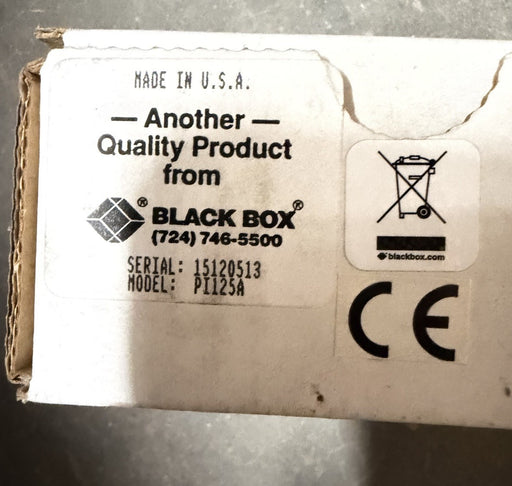 MADE IN U.S.A.
— Another —
Quality Product
from
® BLACK BOX ®
(724) 746-5500
SERIAL: 15120513
MODEL: PI125A
blackbox.com
CE